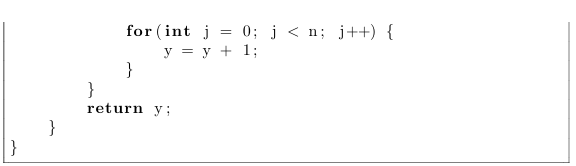 for(int j = 0; j < n; j++) {
y = y + 1;
}
}
return y;
}
}